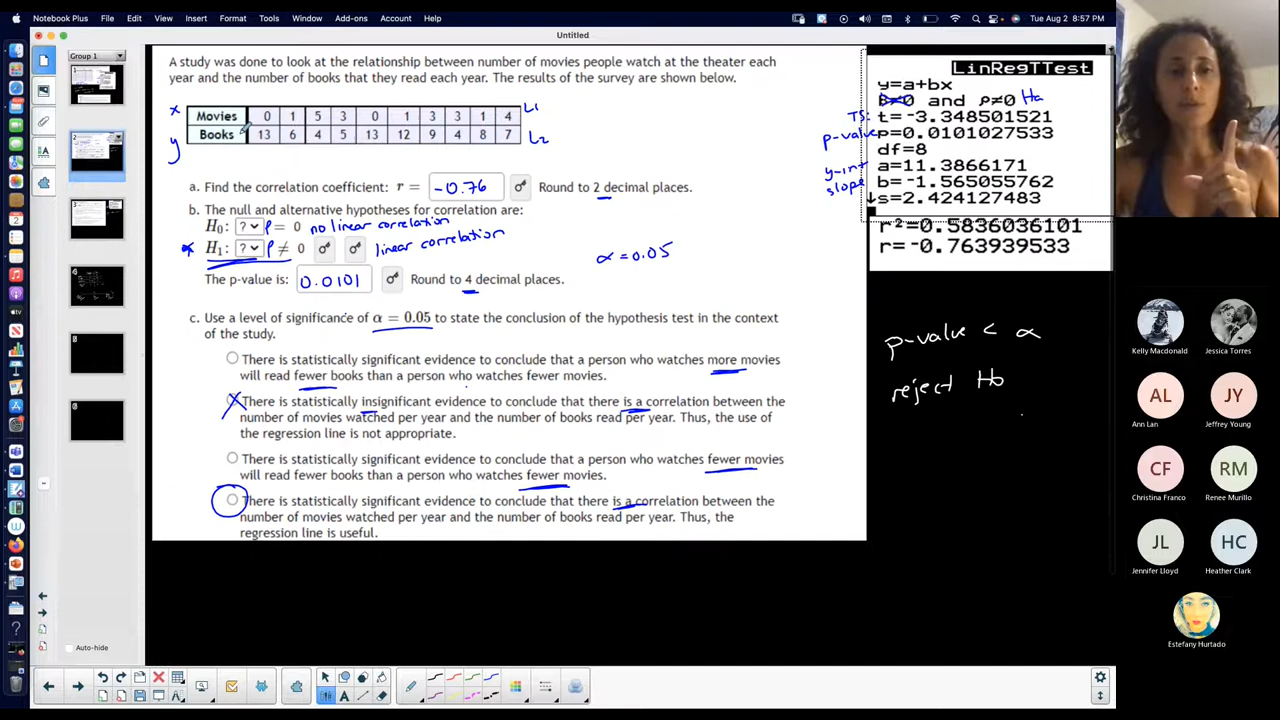 Notebook Plus File Edit View Insert Format Tools Window Add-ons Account Help Tue Aug 2 8:57 PM
Untitled
Group 1
A study was done to look at the relationship between number of movies people watch at the theater each
year and the number of books that they read each year. The results of the survey are shown below.
x Movies 0 1 5 3 0 1 3 3 1 4 L1
y Books 13 6 4 5 13 12 9 4 8 7 L2
a. Find the correlation coefficient: r = -0.76 Round to 2 decimal places.
b. The null and alternative hypotheses for correlation are:
H0: ? ρ = 0 no linear correlation
* H1: ? ρ ≠ 0 linear correlation
α = 0.05
The p-value is: 0.0101 Round to 4 decimal places.
c. Use a level of significance of α = 0.05 to state the conclusion of the hypothesis test in the context
of the study.
There is statistically significant evidence to conclude that a person who watches more movies
will read fewer books than a person who watches fewer movies.
There is statistically insignificant evidence to conclude that there is a correlation between the
number of movies watched per year and the number of books read per year. Thus, the use of
the regression line is not appropriate.
There is statistically significant evidence to conclude that a person who watches fewer movies
will read fewer books than a person who watches fewer movies.
There is statistically significant evidence to conclude that there is a correlation between the
number of movies watched per year and the number of books read per year. Thus, the
regression line is useful.
LinRegTTest
y=a+bx
β≠0 and ρ≠0 Ha
TS: t=-3.348501521
p-value p=0.0101027533
df=8
y-int a=11.3866171
slope b=-1.565055762
↓s=2.424127483
r²=0.5836036101
r=-0.763939533
p-value < α
reject H0
Kelly Macdonald
Jessica Torres
AL
Ann Lan
JY
Jeffrey Young
CF
Christina Franco
RM
Renee Murillo
JL
Jennifer Lloyd
HC
Heather Clark
Estefany Hurtado
Auto-hide